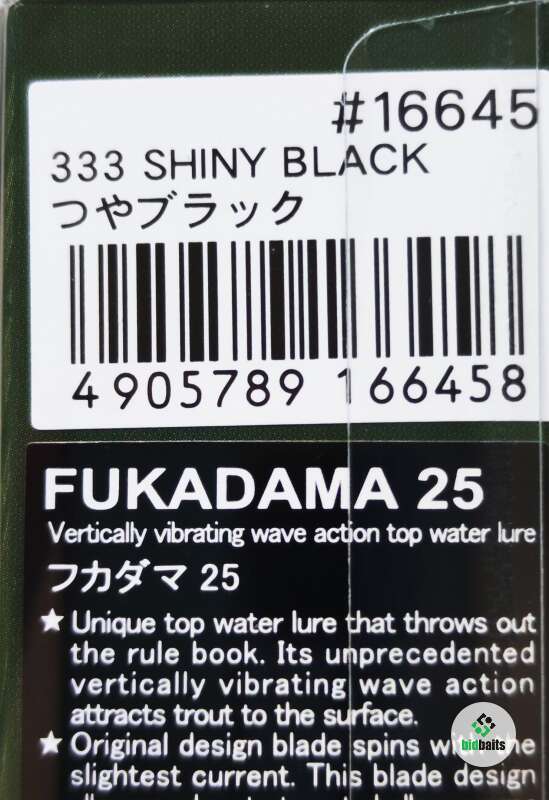 #16645
333 SHINY BLACK
つやブラック
4 905789 166458
FUKADAMA 25
Vertically vibrating wave action top water lure
フカダマ 25
★ Unique top water lure that throws out
the rule book. Its unprecedented
vertically vibrating wave action
attracts trout to the surface.
★ Original design blade spins with the
slightest current. This blade design
bidbaits